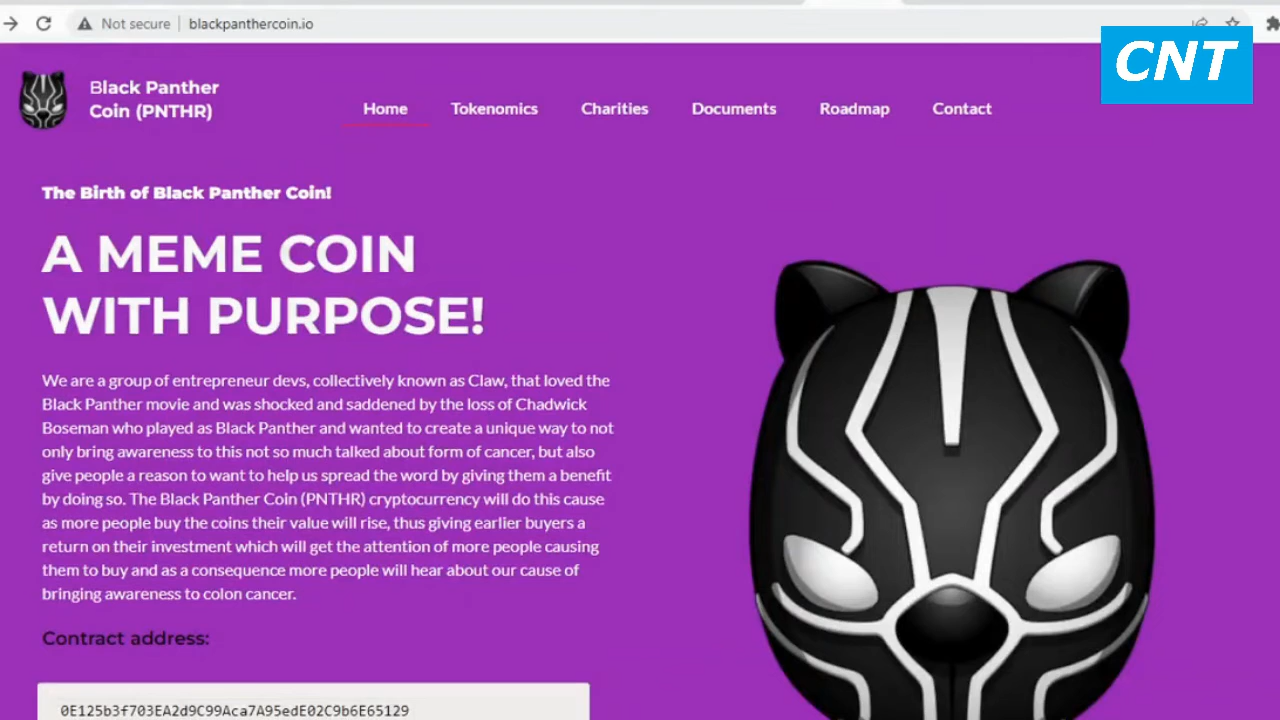 Not secure | blackpanthercoin.io
CNT
Black Panther
Coin (PNTHR)
Home Tokenomics Charities Documents Roadmap Contact
The Birth of Black Panther Coin!
A MEME COIN
WITH PURPOSE!
We are a group of entrepreneur devs, collectively known as Claw, that loved the
Black Panther movie and was shocked and saddened by the loss of Chadwick
Boseman who played as Black Panther and wanted to create a unique way to not
only bring awareness to this not so much talked about form of cancer, but also
give people a reason to want to help us spread the word by giving them a benefit
by doing so. The Black Panther Coin (PNTHR) cryptocurrency will do this cause
as more people buy the coins their value will rise, thus giving earlier buyers a
return on their investment which will get the attention of more people causing
them to buy and as a consequence more people will hear about our cause of
bringing awareness to colon cancer.
Contract address:
0E125b3f703EA2d9C99Aca7A95edE02C9b6E65129